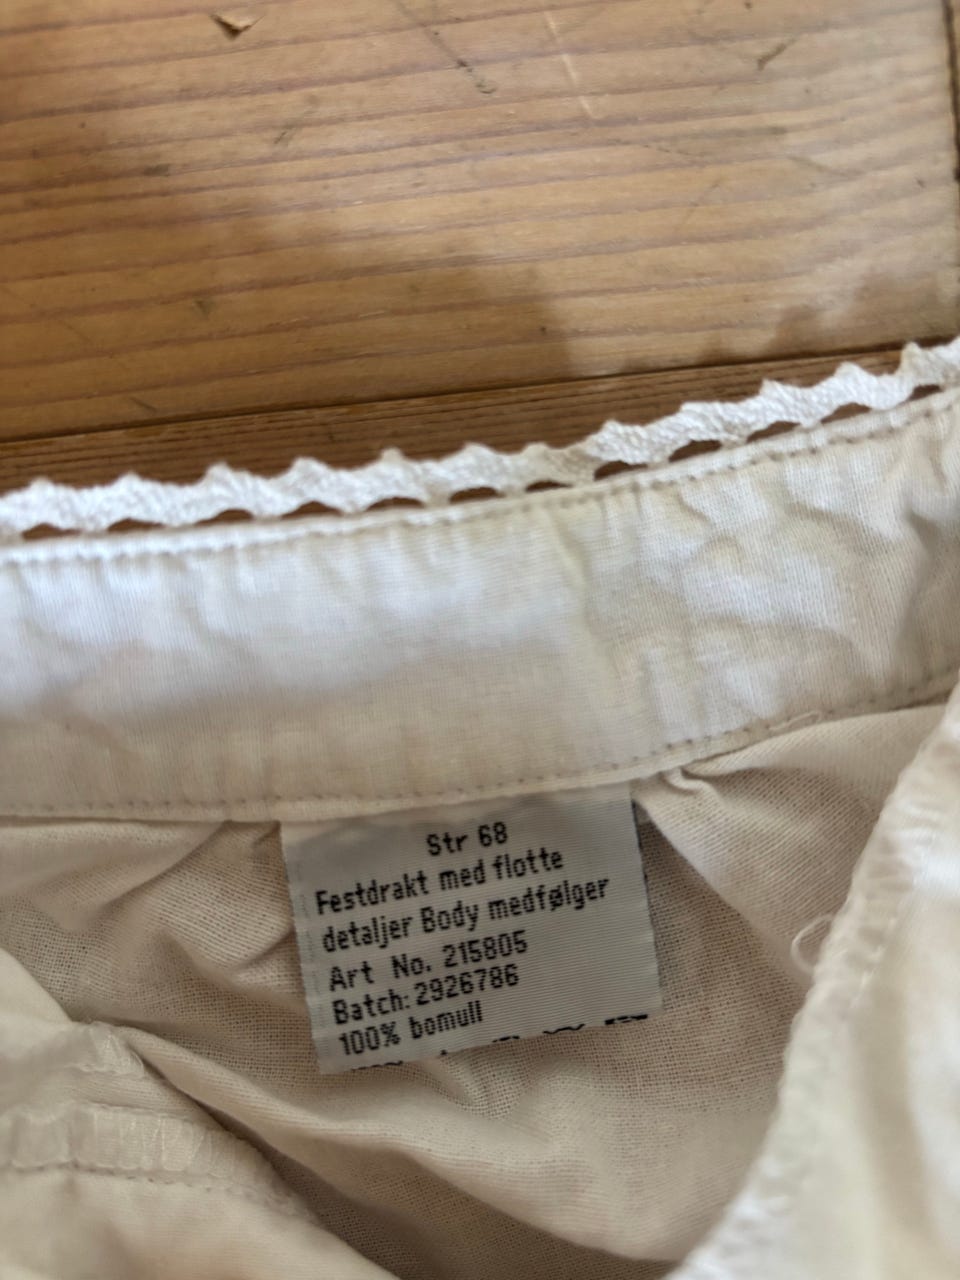 Str 68
Festdrakt med flotte
detaljer Body medfølger
Art No. 215805
Batch: 2926786
100% bomull